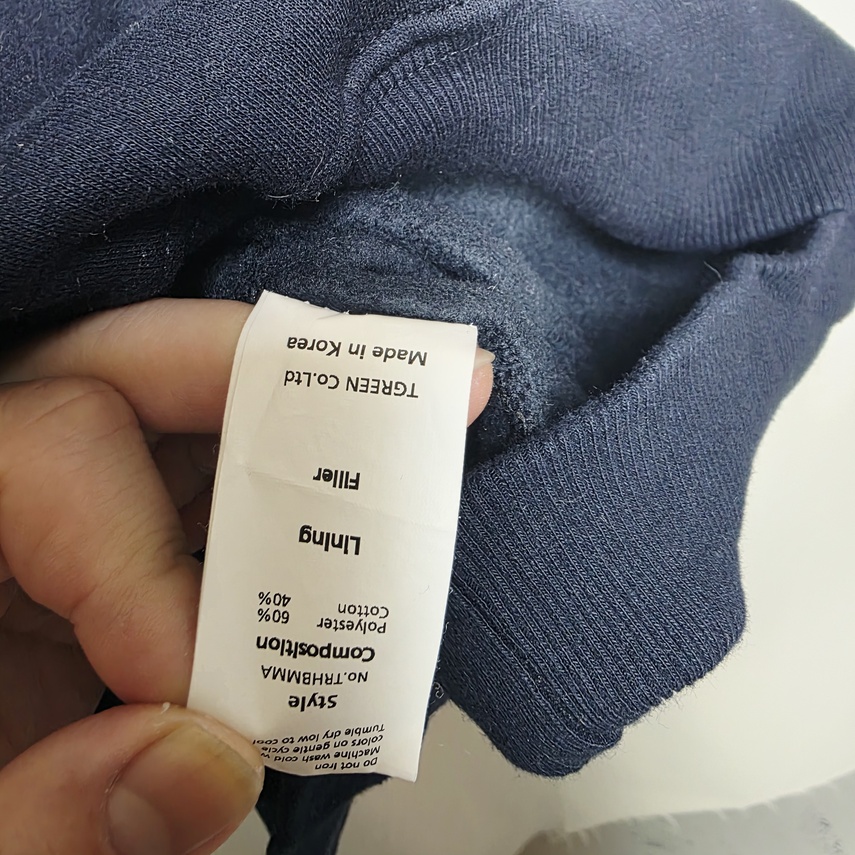 Do not Iron
Machine wash cold w
colors on gentle cycle
Tumble dry low to cool
Style
No.TRHBMMA
Composition
Polyester 60%
Cotton 40%
Lining
Filler
TGREEN Co.Ltd
Made in Korea